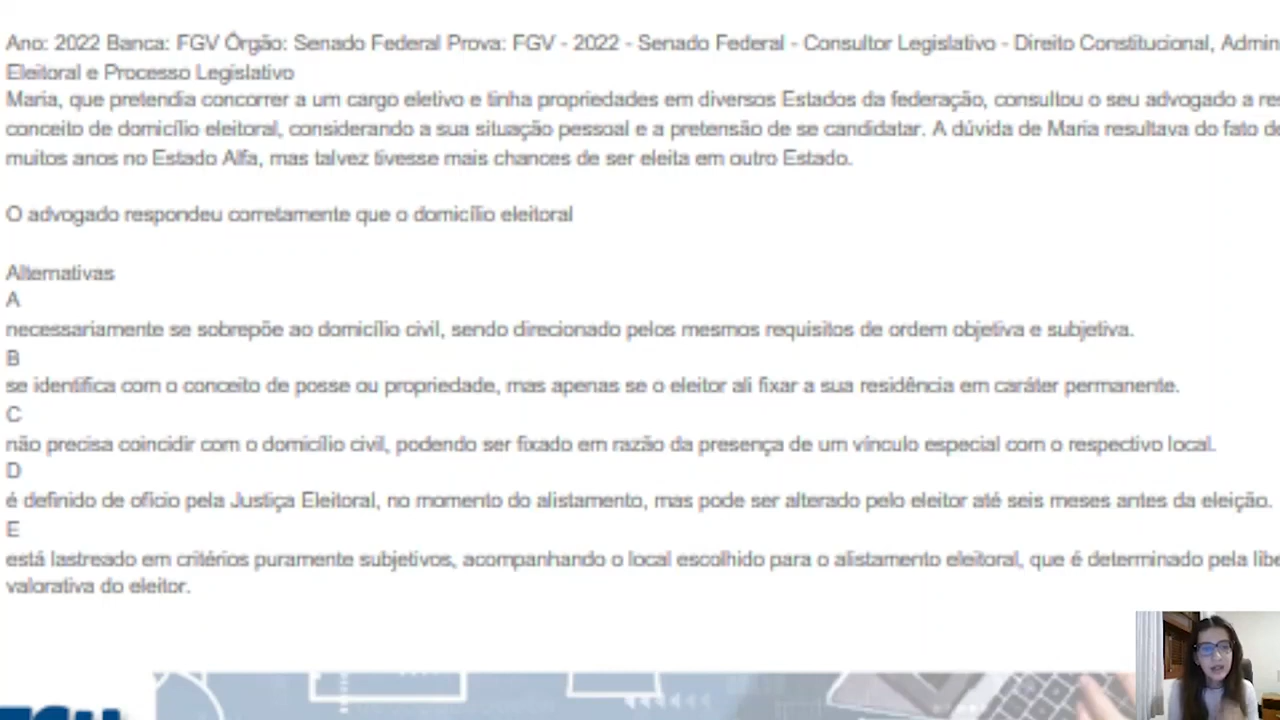 Ano: 2022 Banca: FGV Órgão: Senado Federal Prova: FGV - 2022 - Senado Federal - Consultor Legislativo - Direito Constitucional, Admin
Eleitoral e Processo Legislativo
Maria, que pretendia concorrer a um cargo eletivo e tinha propriedades em diversos Estados da federação, consultou o seu advogado a re
conceito de domicílio eleitoral, considerando a sua situação pessoal e a pretensão de se candidatar. A dúvida de Maria resultava do fato d
muitos anos no Estado Alfa, mas talvez tivesse mais chances de ser eleita em outro Estado.
O advogado respondeu corretamente que o domicílio eleitoral
Alternativas
A
necessariamente se sobrepõe ao domicílio civil, sendo direcionado pelos mesmos requisitos de ordem objetiva e subjetiva.
B
se identifica com o conceito de posse ou propriedade, mas apenas se o eleitor ali fixar a sua residência em caráter permanente.
C
não precisa coincidir com o domicílio civil, podendo ser fixado em razão da presença de um vínculo especial com o respectivo local.
D
é definido de ofício pela Justiça Eleitoral, no momento do alistamento, mas pode ser alterado pelo eleitor até seis meses antes da eleição.
E
está lastreado em critérios puramente subjetivos, acompanhando o local escolhido para o alistamento eleitoral, que é determinado pela libe
valorativa do eleitor.